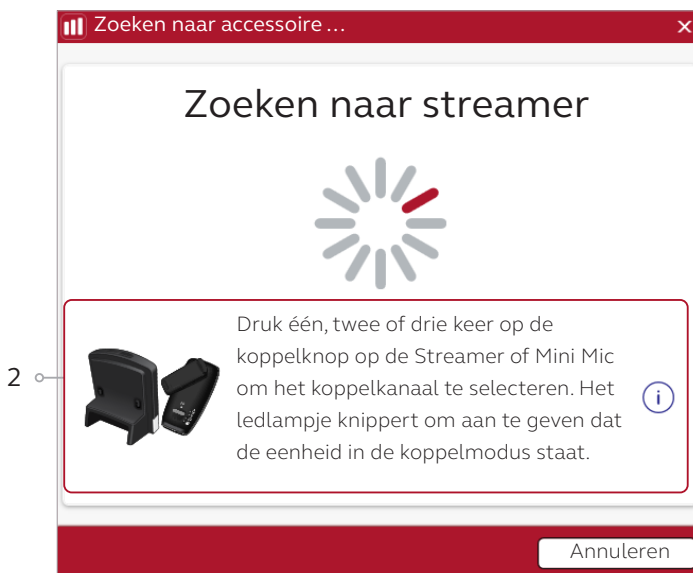 Zoeken naar accessoire ...
Zoeken naar streamer
Druk één, twee of drie keer op de
koppelknop op de Streamer of Mini Mic
om het koppelkanaal te selecteren. Het
ledlampje knippert om aan te geven dat
de eenheid in de koppelmodus staat.
2
Annuleren